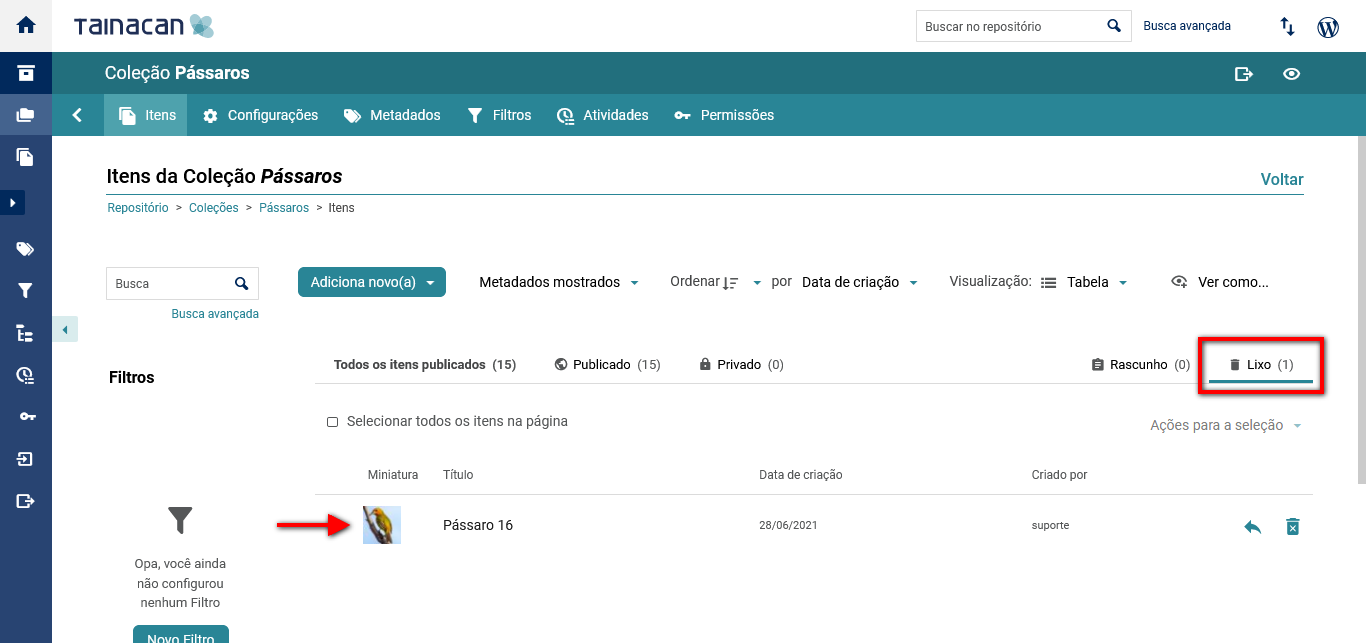 TAINACAN
Buscar no repositório
Busca avançada
Coleção Pássaros
Itens
Configurações
Metadados
Filtros
Atividades
Permissões
Itens da Coleção Pássaros
Voltar
Repositório > Coleções > Pássaros > Itens
Busca
Adiciona novo(a)
Metadados mostrados
Ordenar
por
Data de criação
Visualização:
Tabela
Ver como...
Busca avançada
Todos os itens publicados (15)
Publicado (15)
Privado (0)
Rascunho (0)
Lixo (1)
Filtros
Selecionar todos os itens na página
Ações para a seleção
Miniatura
Título
Data de criação
Criado por
Pássaro 16
28/06/2021
suporte
Opa, você ainda
não configurou
nenhum Filtro
Novo Filtro